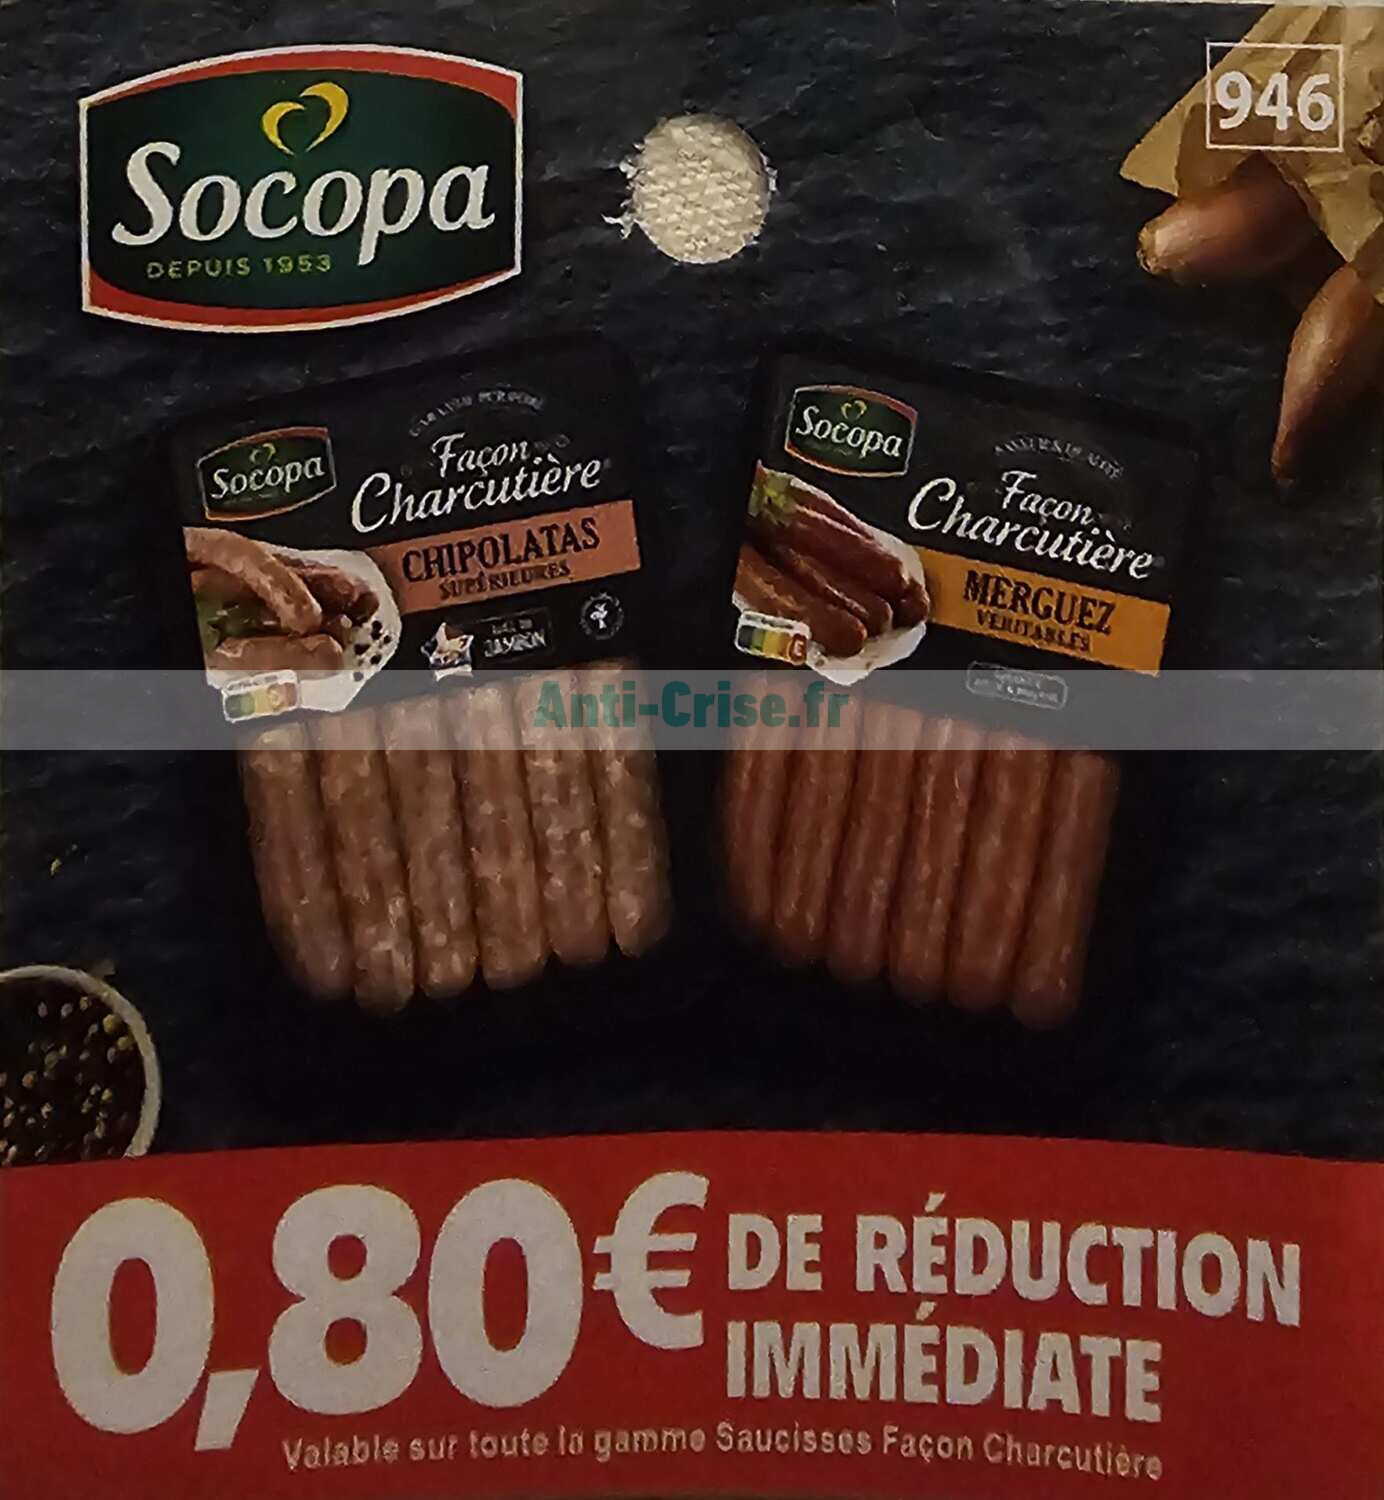 946
Socopa
DEPUIS 1953
Socopa
Façon
Charcutière
CHIPOLATAS
SUPÉRIEURES
JAMBON
Socopa
Façon
Charcutière
MERGUEZ
VÉRITABLES
Anti-Crise.fr
0,80€ DE RÉDUCTION
IMMÉDIATE
Valable sur toute la gamme Saucisses Façon Charcutière